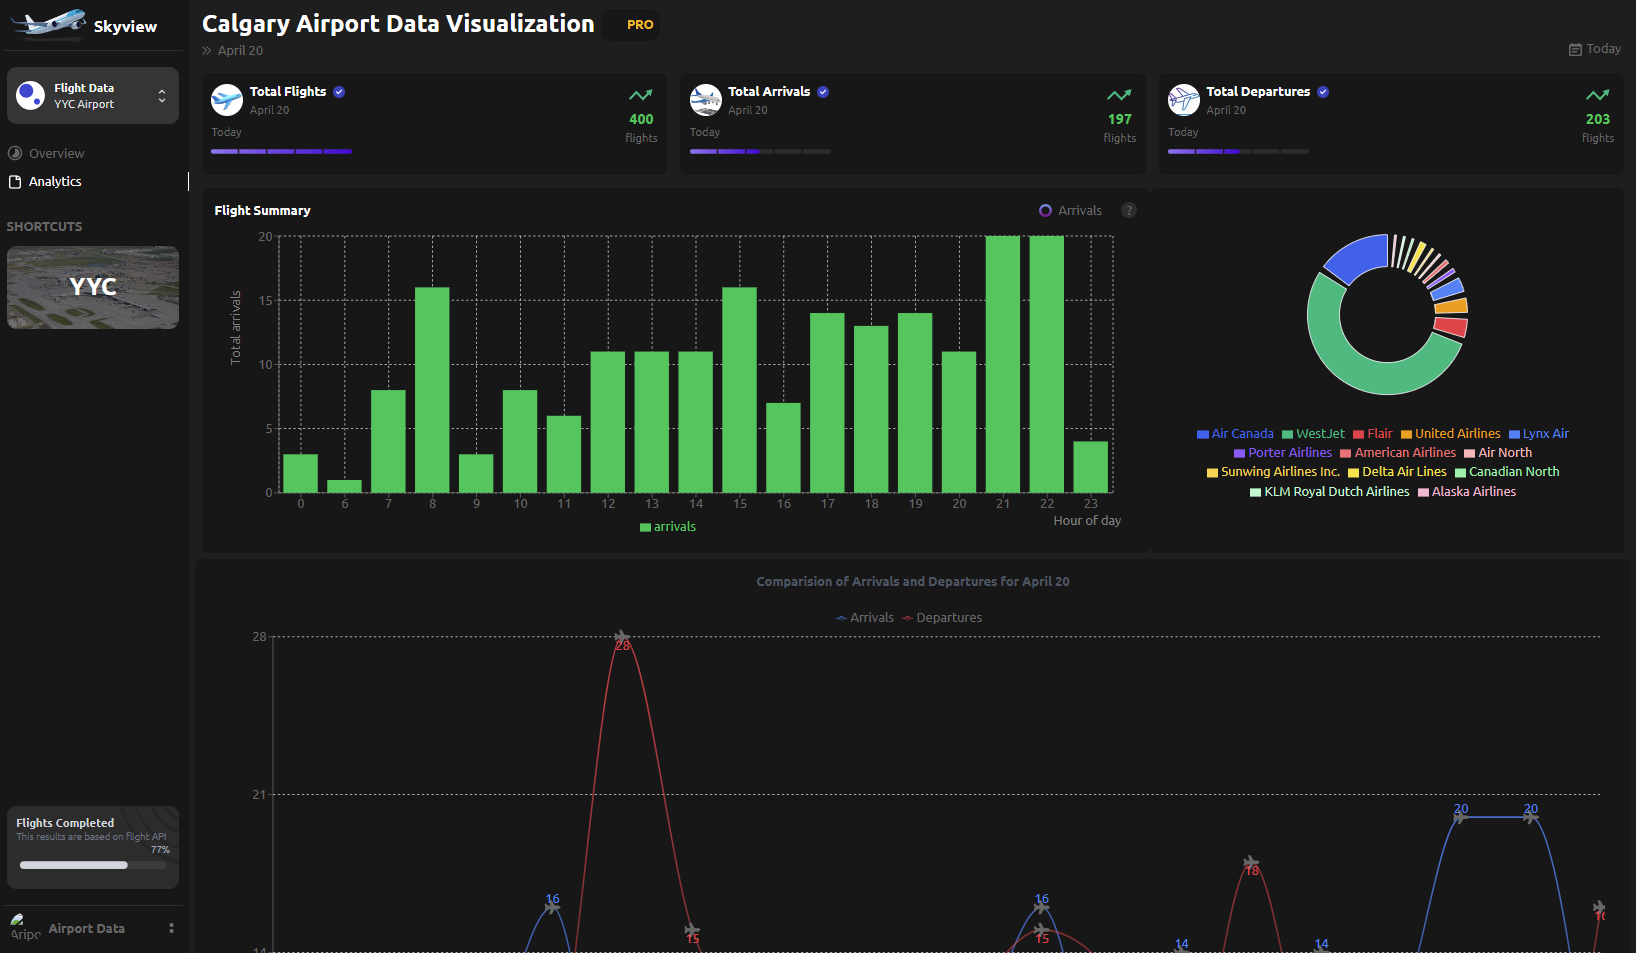 Skyview
Flight Data
YYC Airport
Overview
Analytics
SHORTCUTS
YYC
Flights Completed
This results are based on flight API
77%
Aripo
Airport Data
Calgary Airport Data Visualization
PRO
April 20
Today
Total Flights
April 20
Today
400
flights
Total Arrivals
April 20
Today
197
flights
Total Departures
April 20
Today
203
flights
Flight Summary
Arrivals
?
20
15
10
5
0
Total arrivals
0 6 7 8 9 10 11 12 13 14 15 16 17 18 19 20 21 22 23
Hour of day
arrivals
Air Canada WestJet Flair United Airlines Lynx Air
Porter Airlines American Airlines Air North
Sunwing Airlines Inc. Delta Air Lines Canadian North
KLM Royal Dutch Airlines Alaska Airlines
Comparision of Arrivals and Departures for April 20
Arrivals Departures
28
28
21
20 20
18
16 16
16
15 15
14 14
14